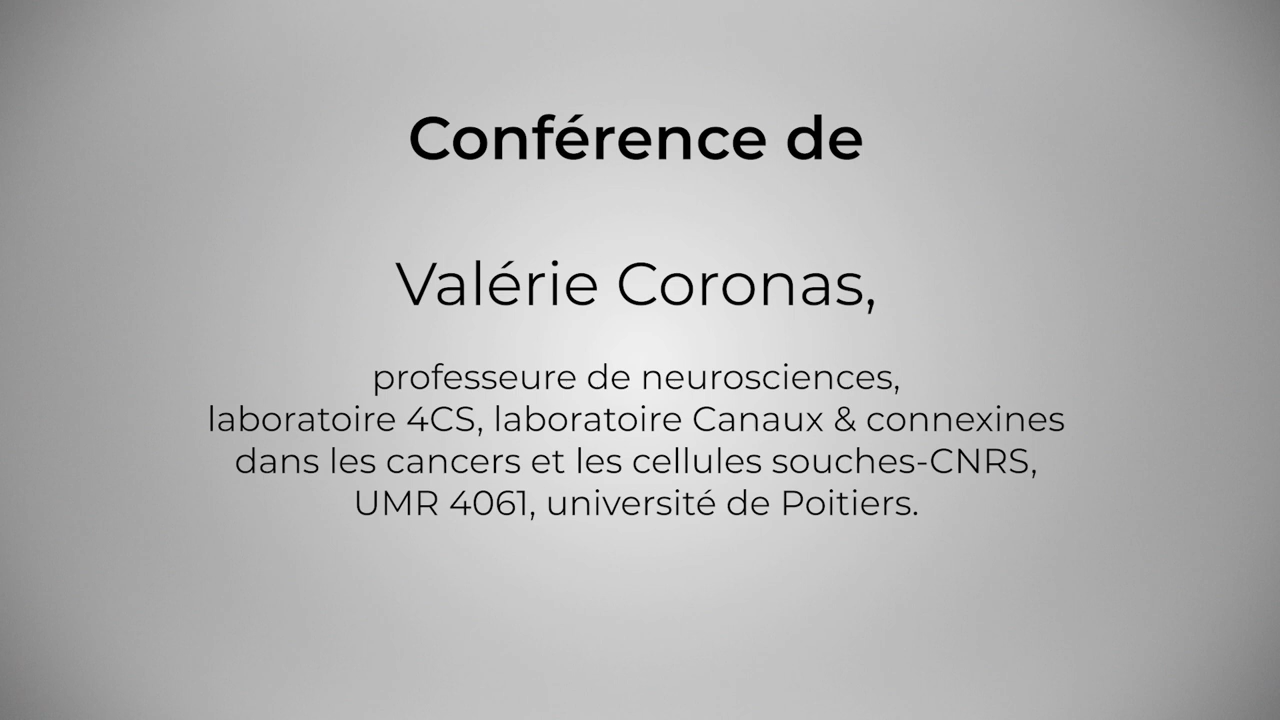 Conférence de
Valérie Coronas,
professeure de neurosciences,
laboratoire 4CS, laboratoire Canaux & connexines
dans les cancers et les cellules souches-CNRS,
UMR 4061, université de Poitiers.